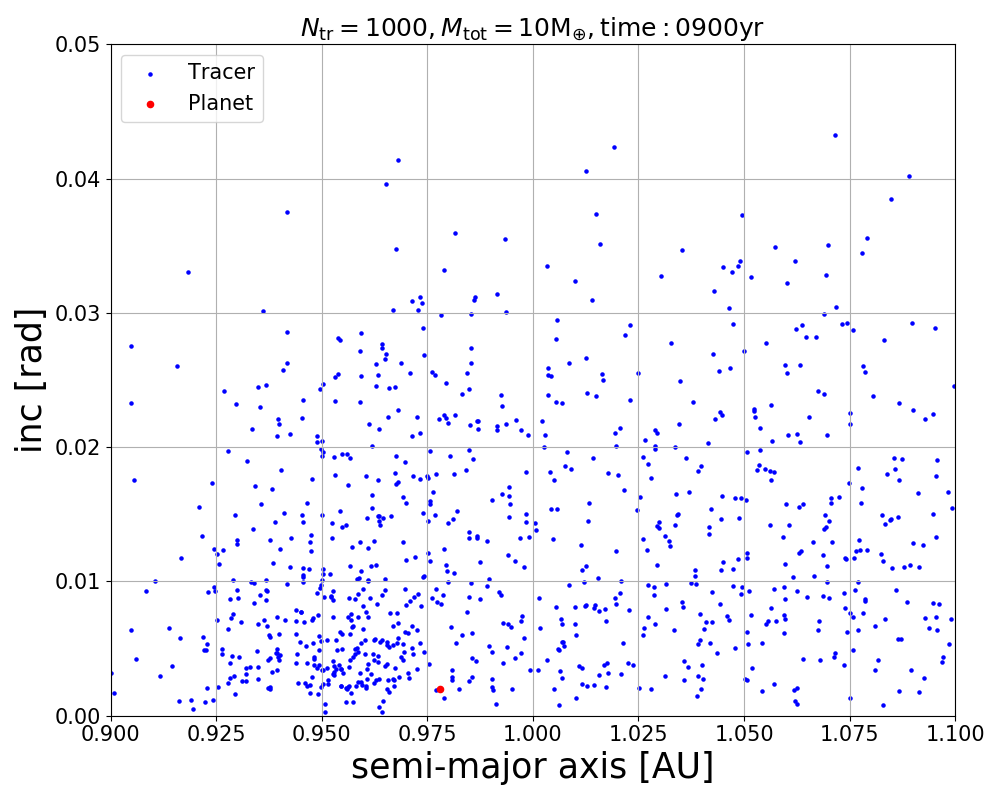 N_tr = 1000, M_tot = 10M_⊕, time : 0900yr
0.05
Tracer
Planet
0.04
0.03
inc [rad]
0.02
0.01
0.00
0.900 0.925 0.950 0.975 1.000 1.025 1.050 1.075 1.100
semi-major axis [AU]